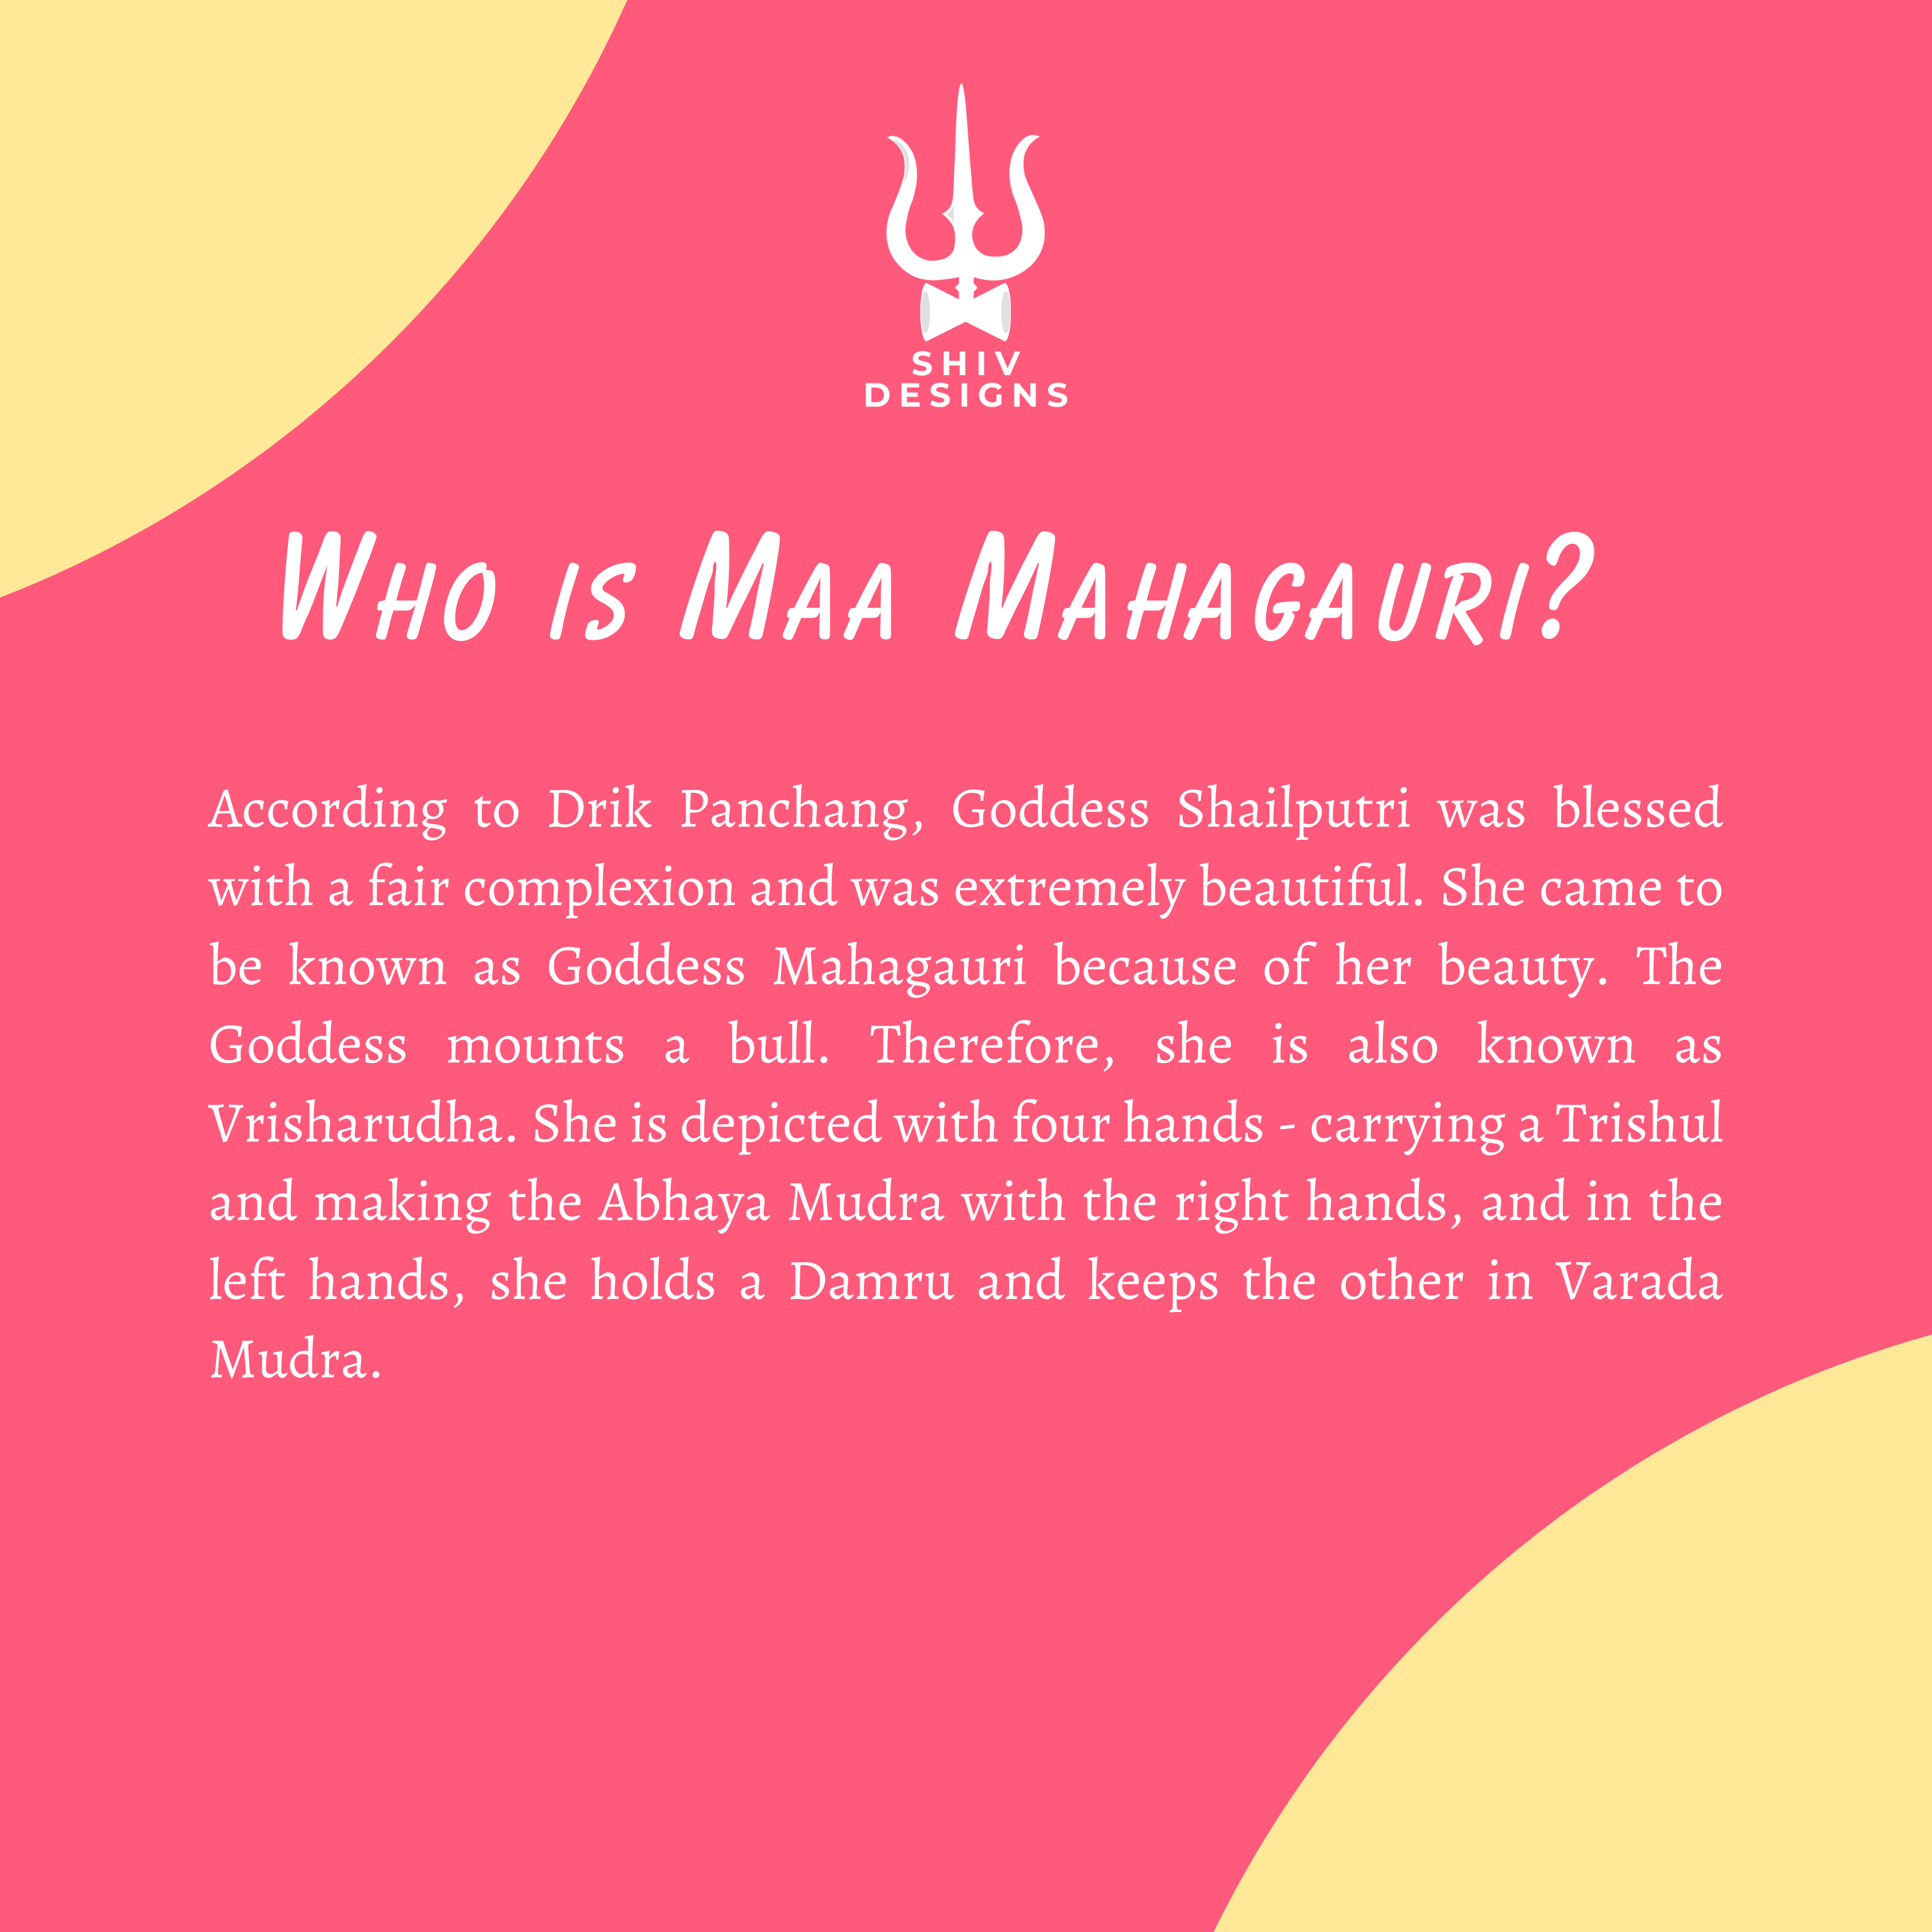 SHIV
DESIGNS
Who is Maa Mahagauri?
According to Drik Panchang, Goddess Shailputri was blessed
with a fair complexion and was extremely beautiful. She came to
be known as Goddess Mahagauri because of her beauty. The
Goddess mounts a bull. Therefore, she is also known as
Vrisharudha. She is depicted with four hands - carrying a Trishul
and making the Abhaya Mudra with the right hands, and in the
left hands, she holds a Damru and keeps the other in Varada
Mudra.